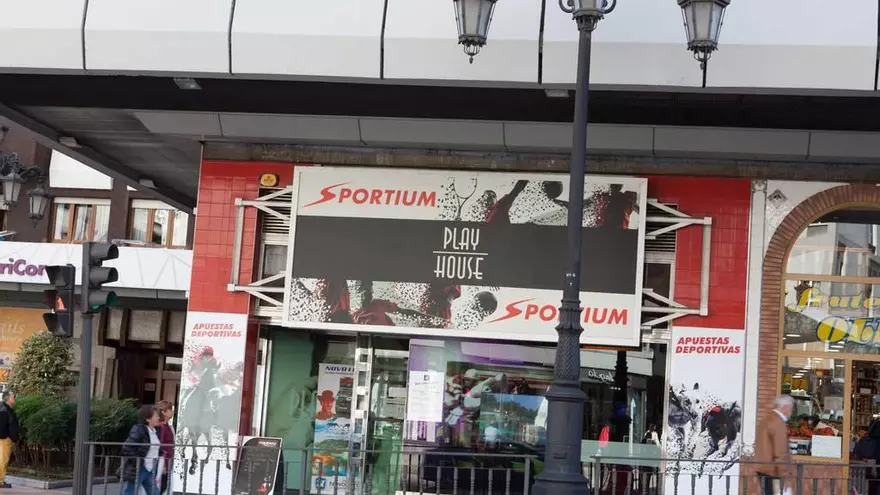 SPORTIUM
PLAY
HOUSE
SPORTIUM
APUESTAS
DEPORTIVAS
APUESTAS
DEPORTIVAS